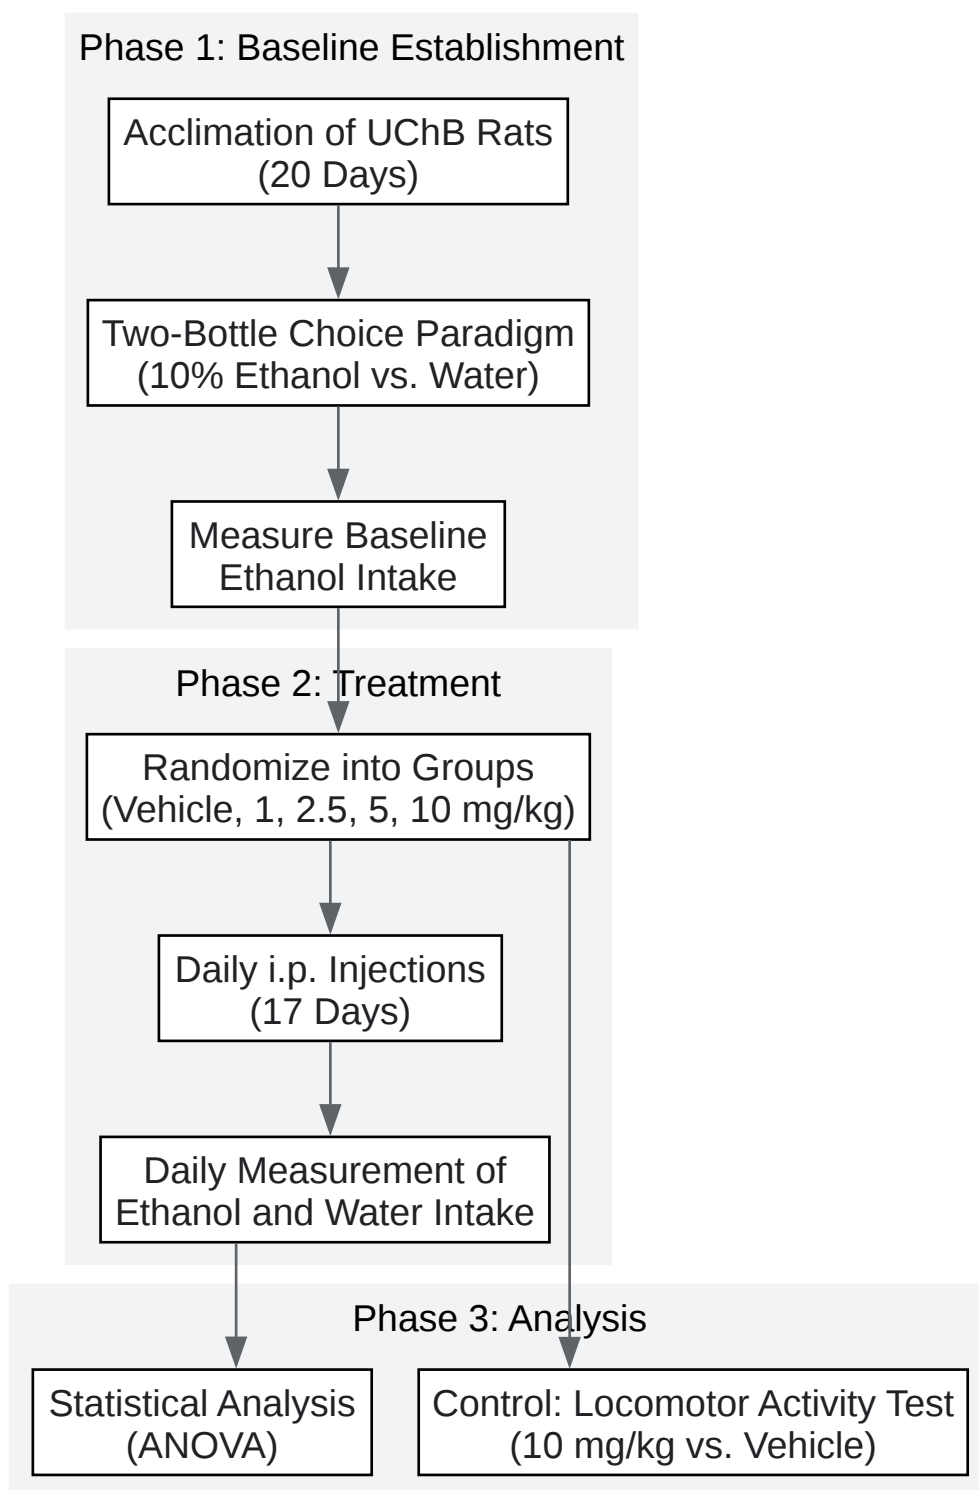 Phase 1: Baseline Establishment
Acclimation of UChB Rats
(20 Days)
Two-Bottle Choice Paradigm
(10% Ethanol vs. Water)
Measure Baseline
Ethanol Intake
Phase 2: Treatment
Randomize into Groups
(Vehicle, 1, 2.5, 5, 10 mg/kg)
Daily i.p. Injections
(17 Days)
Daily Measurement of
Ethanol and Water Intake
Phase 3: Analysis
Statistical Analysis
(ANOVA)
Control: Locomotor Activity Test
(10 mg/kg vs. Vehicle)